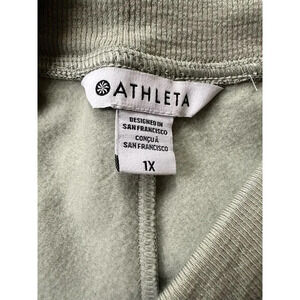 ATHLETA
DESIGNED IN
SAN FRANCISCO
CONÇU À
SAN FRANCISCO
1X